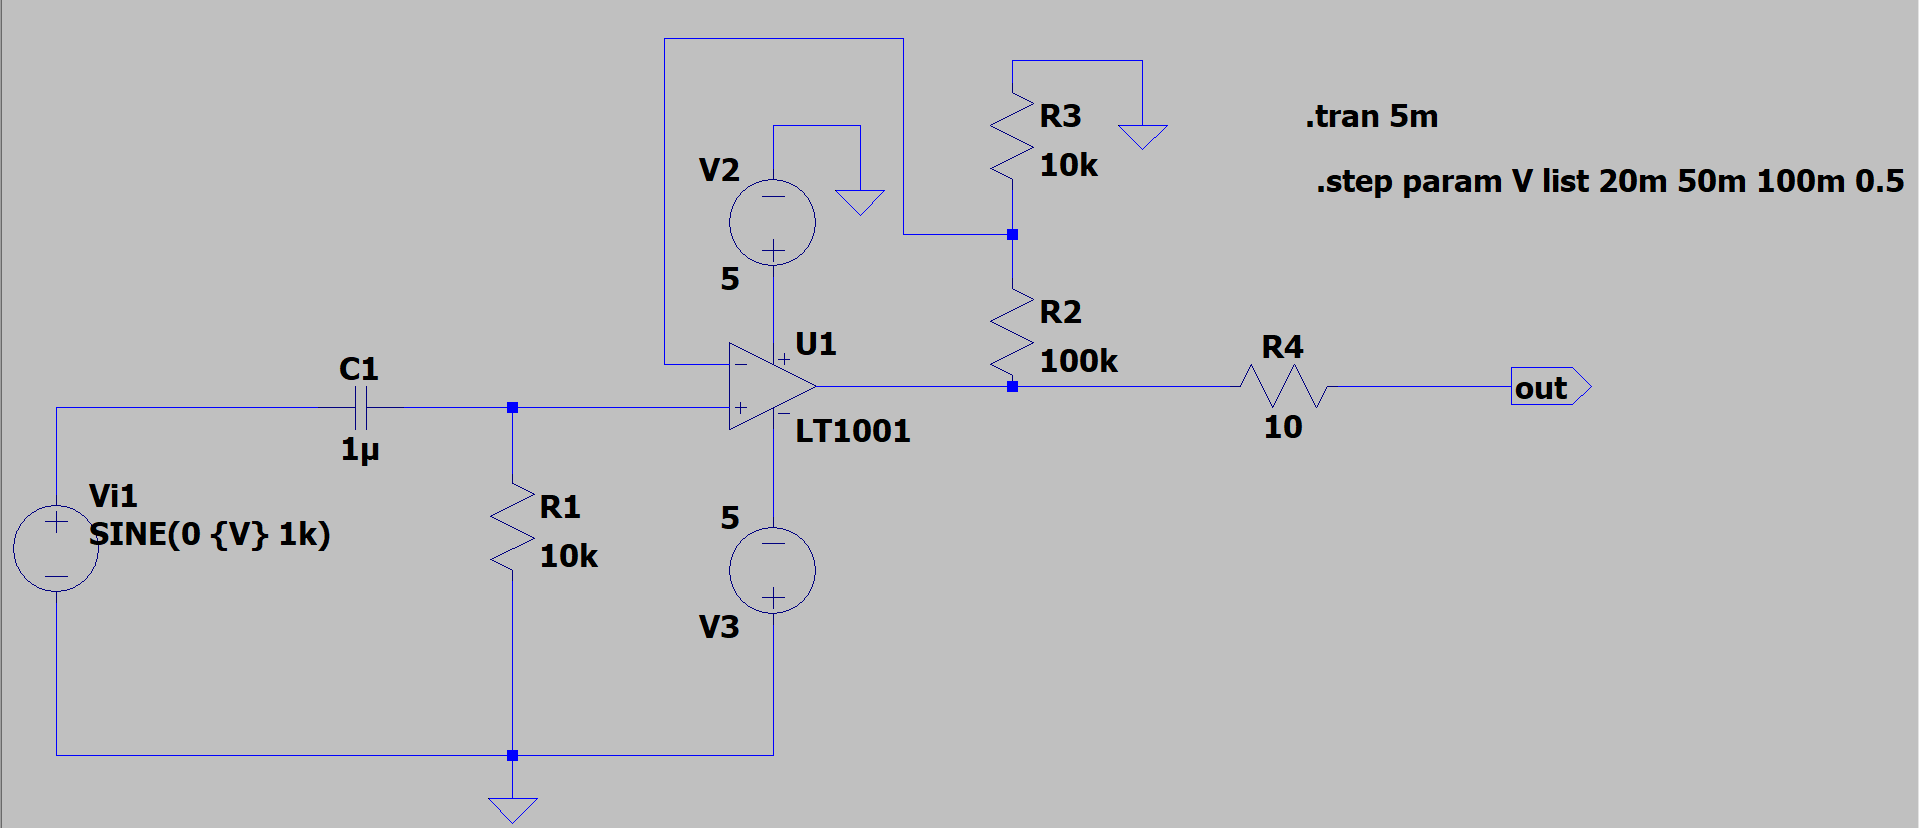 R3
10k
.tran 5m
V2
.step param V list 20m 50m 100m 0.5
5
R2
100k
U1
R4
10
out
LT1001
C1
1µ
Vi1
SINE(0 {V} 1k)
R1
10k
5
V3